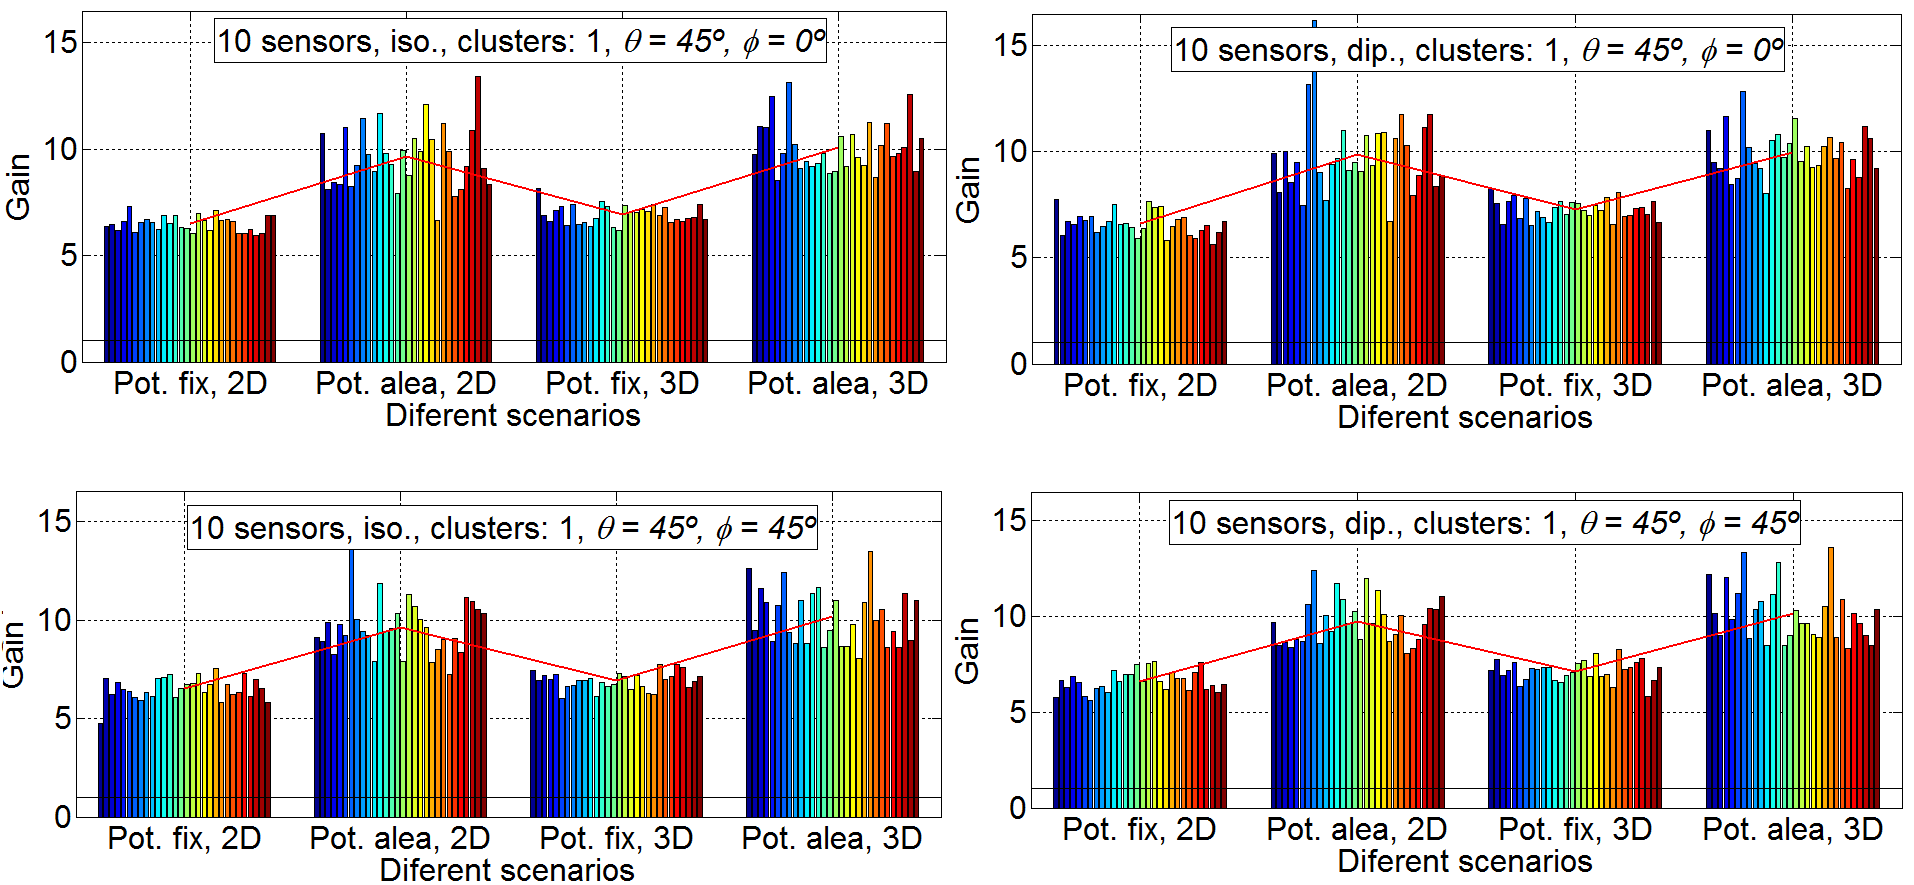 10 sensors, iso., clusters: 1, θ = 45º, ϕ = 0º
Gain
15
10
5
0
Pot. fix, 2D Pot. alea, 2D Pot. fix, 3D Pot. alea, 3D
Diferent scenarios
10 sensors, dip., clusters: 1, θ = 45º, ϕ = 0º
Gain
15
10
5
0
Pot. fix, 2D Pot. alea, 2D Pot. fix, 3D Pot. alea, 3D
Diferent scenarios
10 sensors, iso., clusters: 1, θ = 45º, ϕ = 45º
Gain
15
10
5
0
Pot. fix, 2D Pot. alea, 2D Pot. fix, 3D Pot. alea, 3D
Diferent scenarios
10 sensors, dip., clusters: 1, θ = 45º, ϕ = 45º
Gain
15
10
5
0
Pot. fix, 2D Pot. alea, 2D Pot. fix, 3D Pot. alea, 3D
Diferent scenarios